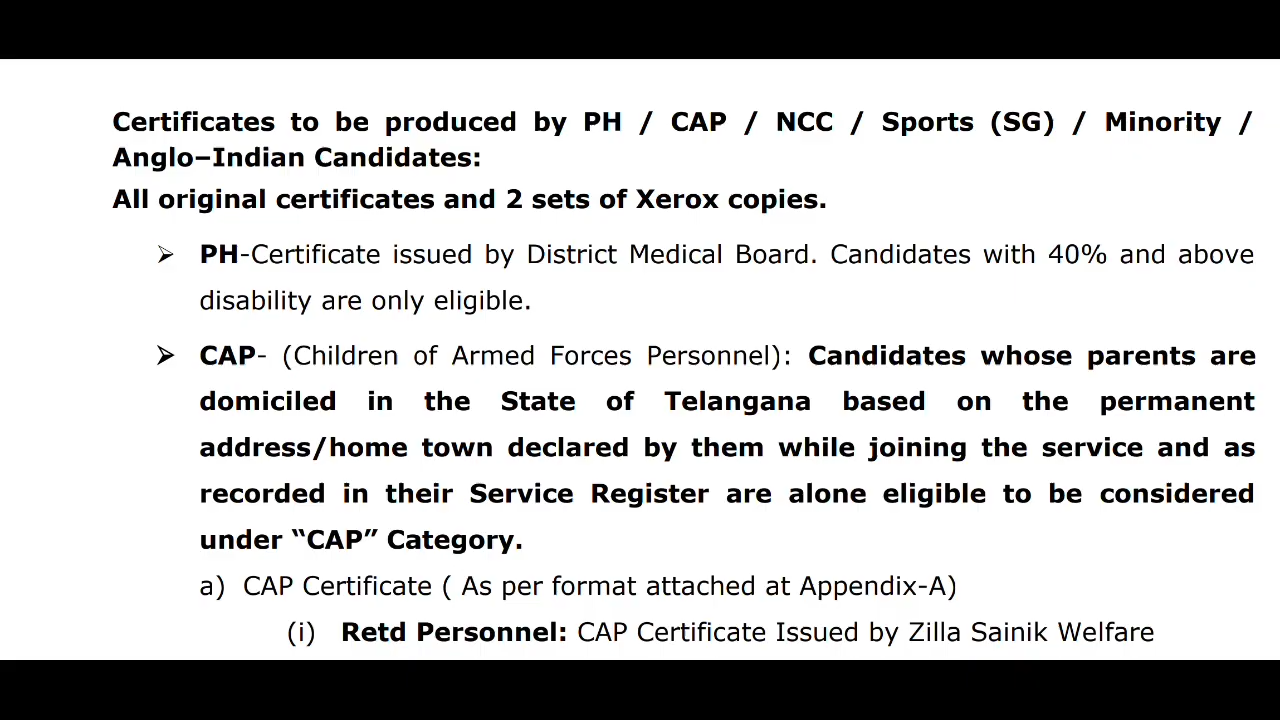 Certificates to be produced by PH / CAP / NCC / Sports (SG) / Minority /
Anglo–Indian Candidates:
All original certificates and 2 sets of Xerox copies.
➢ PH-Certificate issued by District Medical Board. Candidates with 40% and above
disability are only eligible.
➢ CAP- (Children of Armed Forces Personnel): Candidates whose parents are
domiciled in the State of Telangana based on the permanent
address/home town declared by them while joining the service and as
recorded in their Service Register are alone eligible to be considered
under “CAP” Category.
a) CAP Certificate ( As per format attached at Appendix-A)
(i) Retd Personnel: CAP Certificate Issued by Zilla Sainik Welfare